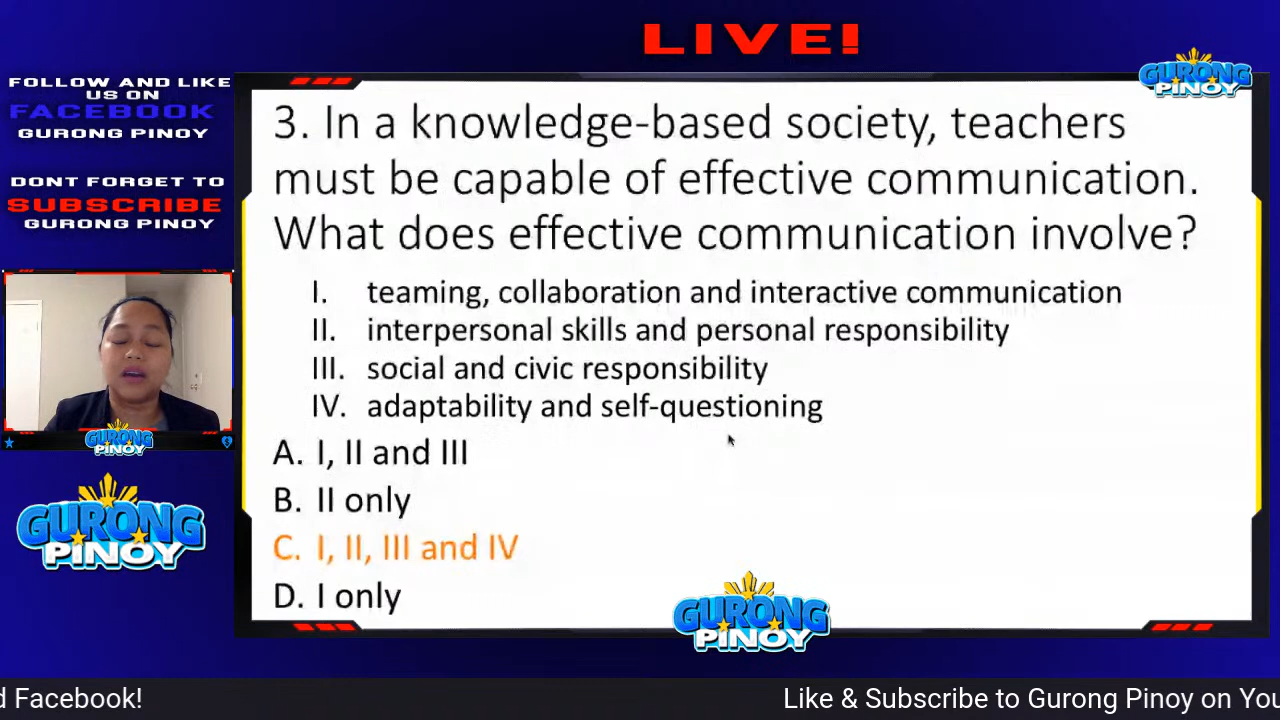 LIVE!
FOLLOW AND LIKE
US ON
FACEBOOK
GURONG PINOY
DONT FORGET TO
SUBSCRIBE
GURONG PINOY
GURONG
PINOY
GURONG
PINOY
GURONG
PINOY
3. In a knowledge-based society, teachers
must be capable of effective communication.
What does effective communication involve?
I. teaming, collaboration and interactive communication
II. interpersonal skills and personal responsibility
III. social and civic responsibility
IV. adaptability and self-questioning
A. I, II and III
B. II only
C. I, II, III and IV
D. I only
GURONG
PINOY
d Facebook! Like & Subscribe to Gurong Pinoy on You